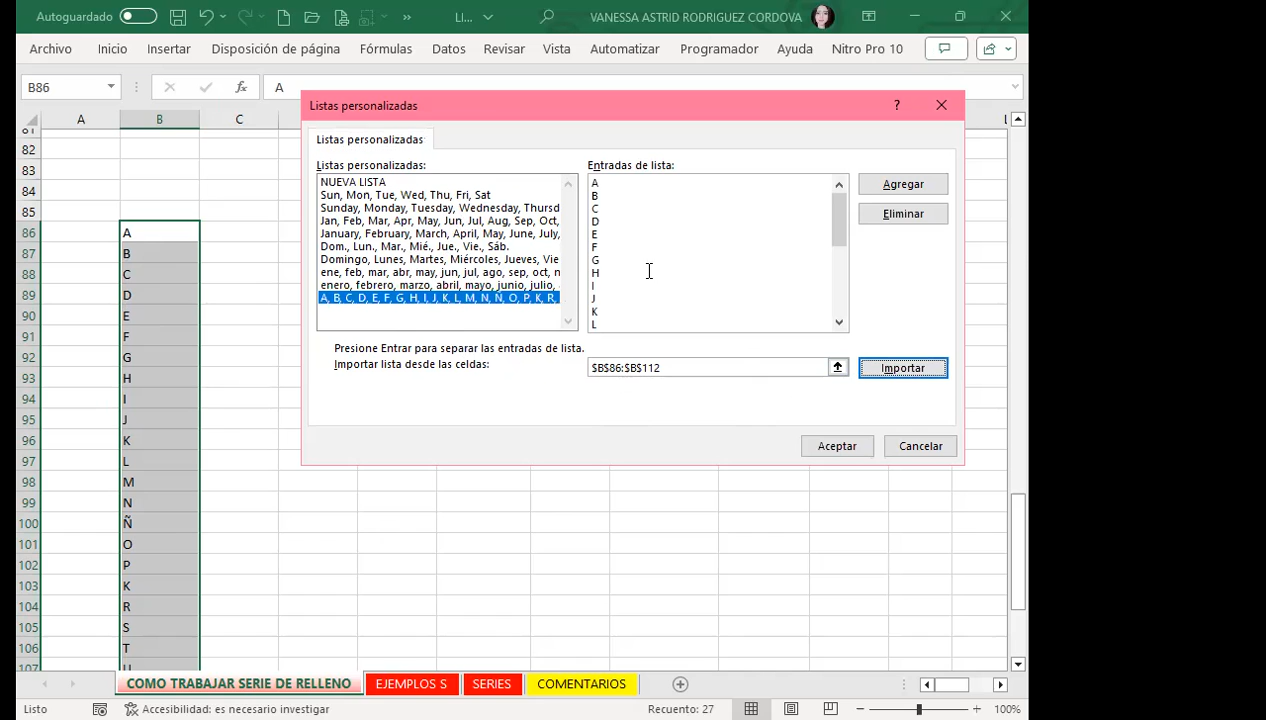 Autoguardado
LI...
VANESSA ASTRID RODRIGUEZ CORDOVA
Archivo Inicio Insertar Disposición de página Fórmulas Datos Revisar Vista Automatizar Programador Ayuda Nitro Pro 10
B86 fx A
A B C
Listas personalizadas ?
Listas personalizadas
Listas personalizadas:
NUEVA LISTA
Sun, Mon, Tue, Wed, Thu, Fri, Sat
Sunday, Monday, Tuesday, Wednesday, Thursd
Jan, Feb, Mar, Apr, May, Jun, Jul, Aug, Sep, Oct,
January, February, March, April, May, June, July,
Dom., Lun., Mar., Mié., Jue., Vie., Sáb.
Domingo, Lunes, Martes, Miércoles, Jueves, Vie
ene, feb, mar, abr, may, jun, jul, ago, sep, oct, n
enero, febrero, marzo, abril, mayo, junio, julio,
A, B, C, D, E, F, G, H, I, J, K, L, M, N, Ñ, O, P, K, R,
Entradas de lista:
A
B
C
D
E
F
G
H
I
J
K
L
Agregar
Eliminar
Presione Entrar para separar las entradas de lista.
Importar lista desde las celdas:
$B$86:$B$112
Importar
Aceptar Cancelar
81
82
83
84
85
86 A
87 B
88 C
89 D
90 E
91 F
92 G
93 H
94 I
95 J
96 K
97 L
98 M
99 N
100 Ñ
101 O
102 P
103 K
104 R
105 S
106 T
107 U
COMO TRABAJAR SERIE DE RELLENO EJEMPLOS S SERIES COMENTARIOS
Listo Accesibilidad: es necesario investigar Recuento: 27 100%